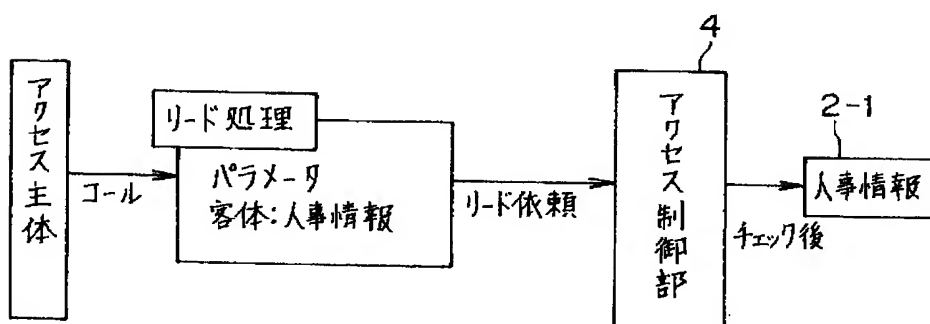 アクセス主体
コール
リード処理
パラメータ
客体:人事情報
リード依頼
4
アクセス制御部
チェック後
2-1
人事情報